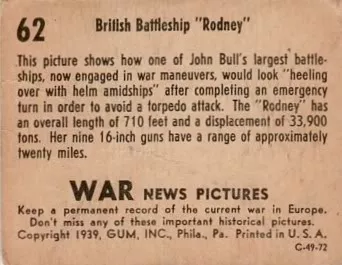 62
British Battleship "Rodney"
This picture shows how one of John Bull's largest battle-
ships, now engaged in war maneuvers, would look "heeling
over with helm amidships" after completing an emergency
turn in order to avoid a torpedo attack. The "Rodney" has
an overall length of 710 feet and a displacement of 33,900
tons. Her nine 16-inch guns have a range of approximately
twenty miles.
WAR NEWS PICTURES
Keep a permanent record of the current war in Europe.
Don't miss any of these important historical pictures.
Copyright 1939, GUM, INC., Phila., Pa. Printed in U. S. A.
C-49-72